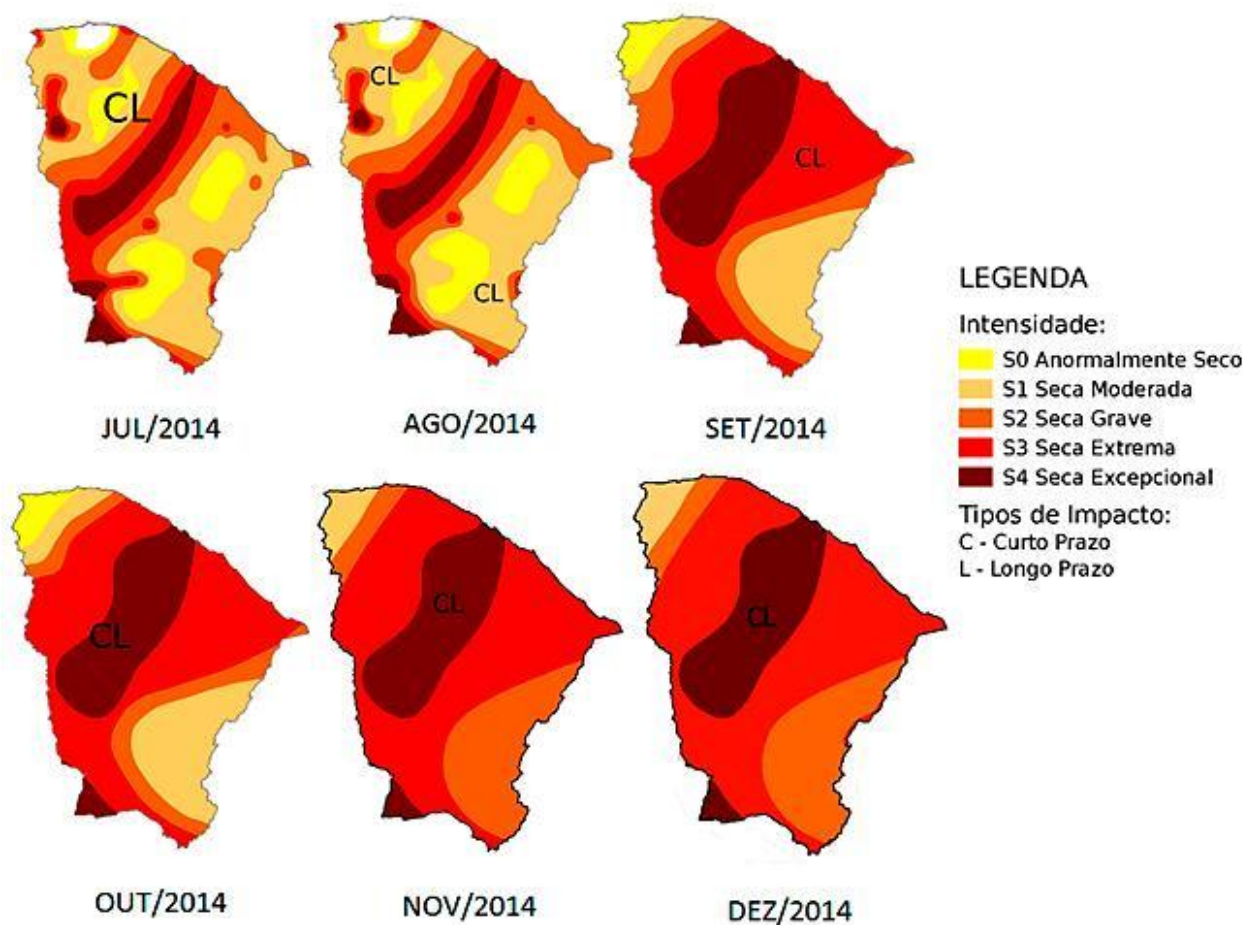 CL
CL
CL
CL
JUL/2014
AGO/2014
SET/2014
LEGENDA
Intensidade:
S0 Anormalmente Seco
S1 Seca Moderada
S2 Seca Grave
S3 Seca Extrema
S4 Seca Excepcional
Tipos de Impacto:
C - Curto Prazo
L - Longo Prazo
CL
CL
CL
OUT/2014
NOV/2014
DEZ/2014